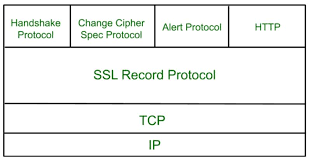 Handshake
Protocol
Change Cipher
Spec Protocol
Alert Protocol
HTTP
SSL Record Protocol
TCP
IP